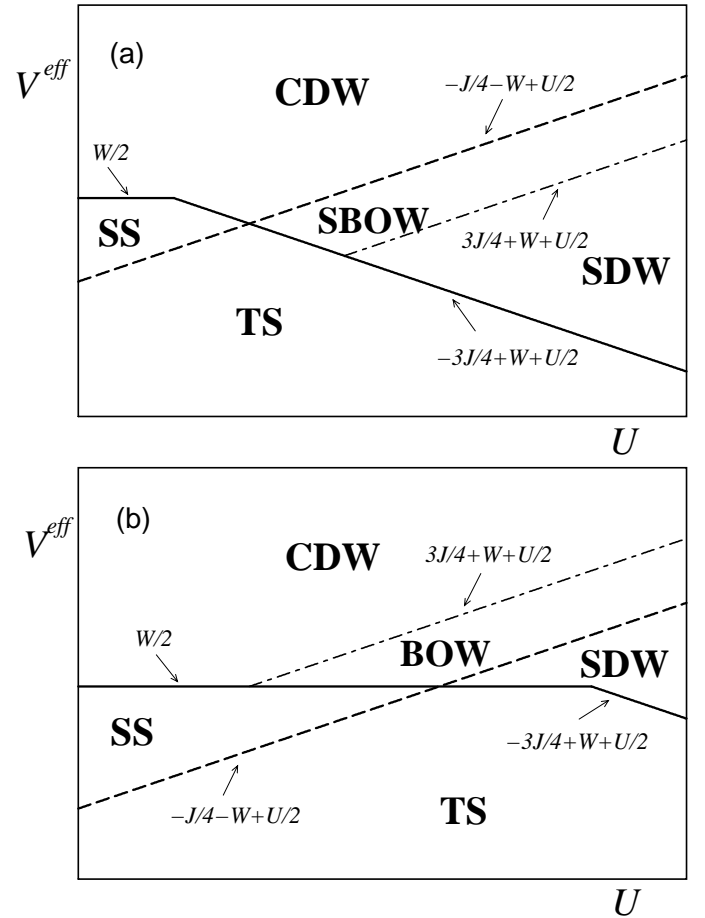 (a)
V^eff
CDW
−J/4−W+U/2
W/2
SS
SBOW
3J/4+W+U/2
SDW
TS
−3J/4+W+U/2
U
(b)
V^eff
CDW
3J/4+W+U/2
W/2
BOW
SDW
SS
−3J/4+W+U/2
−J/4−W+U/2
TS
U